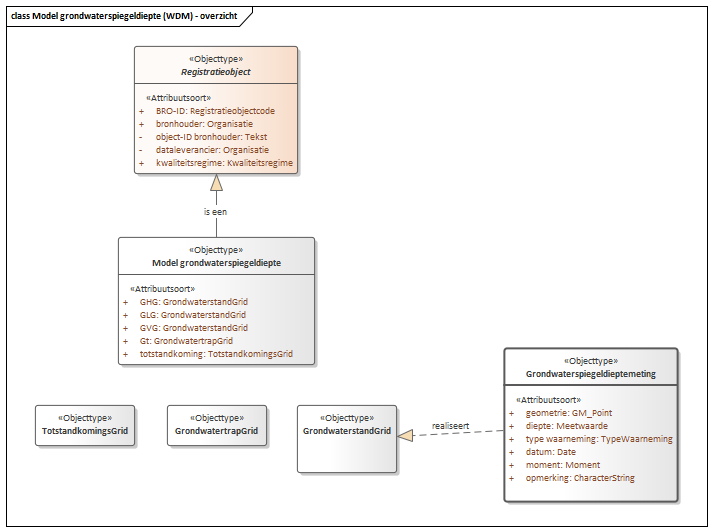 class Model grondwaterspiegeldiepte (WDM) - overzicht
«Objecttype»
Registratieobject
«Attribuutsoort»
+ BRO-ID: Registratieobjectcode
+ bronhouder: Organisatie
- object-ID bronhouder: Tekst
- dataleverancier: Organisatie
+ kwaliteitsregime: Kwaliteitsregime
is een
«Objecttype»
Model grondwaterspiegeldiepte
«Attribuutsoort»
+ GHG: GrondwaterstandGrid
+ GLG: GrondwaterstandGrid
+ GVG: GrondwaterstandGrid
+ Gt: GrondwatertrapGrid
+ totstandkoming: TotstandkomingsGrid
«Objecttype»
TotstandkomingsGrid
«Objecttype»
GrondwatertrapGrid
«Objecttype»
GrondwaterstandGrid
realiseert
«Objecttype»
Grondwaterspiegeldieptemeting
«Attribuutsoort»
+ geometrie: GM_Point
+ diepte: Meetwaarde
+ type waarneming: TypeWaarneming
+ datum: Date
+ moment: Moment
+ opmerking: CharacterString